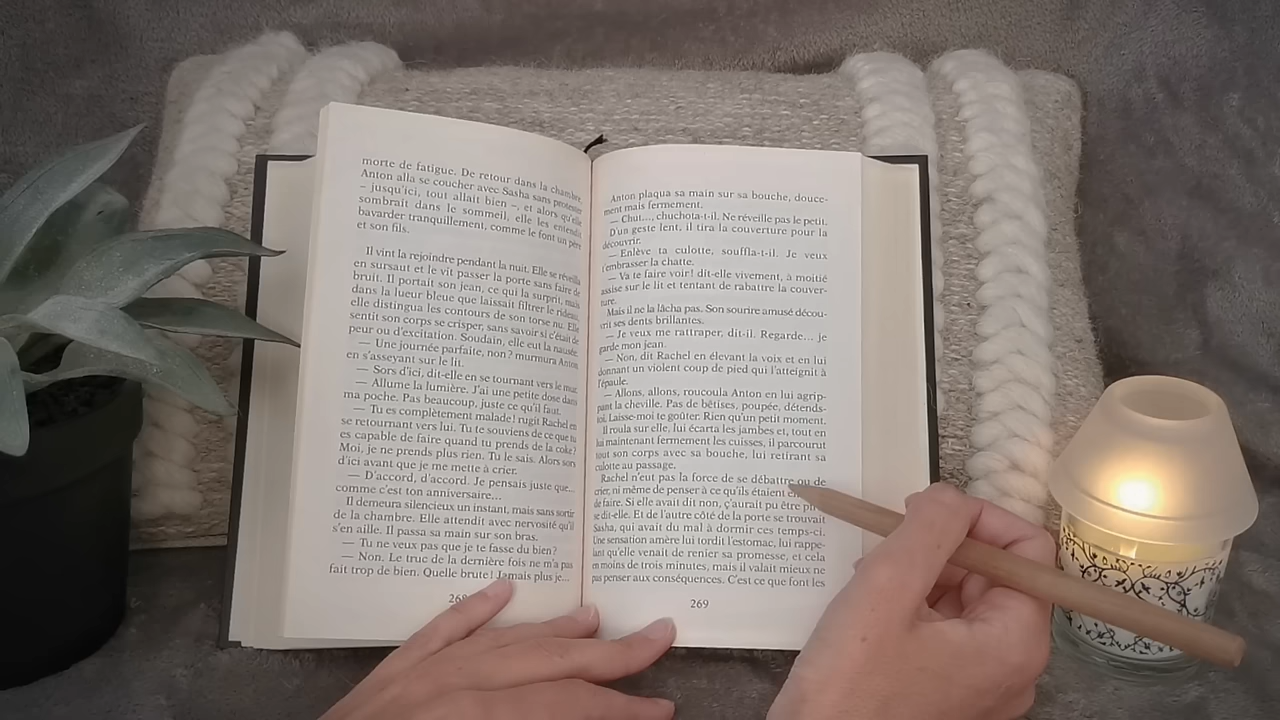 morte de fatigue. De retour dans la chambre,
Anton alla se coucher avec Sasha sans protester
– jusqu'ici, tout allait bien –, et alors qu'elle
sombrait dans le sommeil, elle les entendit
bavarder tranquillement, comme le font un père
et son fils.
Il vint la rejoindre pendant la nuit. Elle se réveilla
en sursaut et le vit passer la porte sans faire de
bruit. Il portait son jean, ce qui la surprit, mais
dans la lueur bleue que laissait filtrer le rideau,
elle distingua les contours de son torse nu. Elle
sentit son corps se crisper, sans savoir si c'était de
peur ou d'excitation. Soudain, elle eut la nausée.
— Une journée parfaite, non ? murmura Anton
en s'asseyant sur le lit.
— Sors d'ici, dit-elle en se tournant vers le mur.
— Allume la lumière. J'ai une petite dose dans
ma poche. Pas beaucoup, juste ce qu'il faut.
— Tu es complètement malade ! rugit Rachel en
se retournant vers lui. Tu te souviens de ce que tu
es capable de faire quand tu prends de la coke ?
Moi, je ne prends plus rien. Tu le sais. Alors sors
d'ici avant que je me mette à crier.
— D'accord, d'accord. Je pensais juste que...
comme c'est ton anniversaire...
Il demeura silencieux un instant, mais sans sortir
de la chambre. Elle attendit avec nervosité qu'il
s'en aille. Il passa sa main sur son bras.
— Tu ne veux pas que je te fasse du bien ?
— Non. Le truc de la dernière fois ne m'a pas
fait trop de bien. Quelle brute ! Jamais plus je...
268
Anton plaqua sa main sur sa bouche, douce-
ment mais fermement.
— Chut..., chuchota-t-il. Ne réveille pas le petit.
D'un geste lent, il tira la couverture pour la
découvrir.
— Enlève ta culotte, souffla-t-il. Je veux
t'embrasser la chatte.
— Va te faire voir ! dit-elle vivement, à moitié
assise sur le lit et tentant de rabattre la couver-
ture.
Mais il ne la lâcha pas. Son sourire amusé décou-
vrit ses dents brillantes.
— Je veux me rattraper, dit-il. Regarde... je
garde mon jean.
— Non, dit Rachel en élevant la voix et en lui
donnant un violent coup de pied qui l'atteignit à
l'épaule.
— Allons, allons, roucoula Anton en lui agrip-
pant la cheville. Pas de bêtises, poupée, détends-
toi. Laisse-moi te goûter. Rien qu'un petit moment.
Il roula sur elle, lui écarta les jambes et, tout en
lui maintenant fermement les cuisses, il parcourut
tout son corps avec sa bouche, lui retirant sa
culotte au passage.
Rachel n'eut pas la force de se débattre ou de
crier, ni même de penser à ce qu'ils étaient
de faire. Si elle avait dit non, ç'aurait pu être
se dit-elle. Et de l'autre côté de la porte se trouvait
Sasha, qui avait du mal à dormir ces temps-ci.
Une sensation amère lui tordit l'estomac, lui rappe-
lant qu'elle venait de renier sa promesse, et cela
en moins de trois minutes, mais il valait mieux ne
pas penser aux conséquences. C'est ce que font les
269